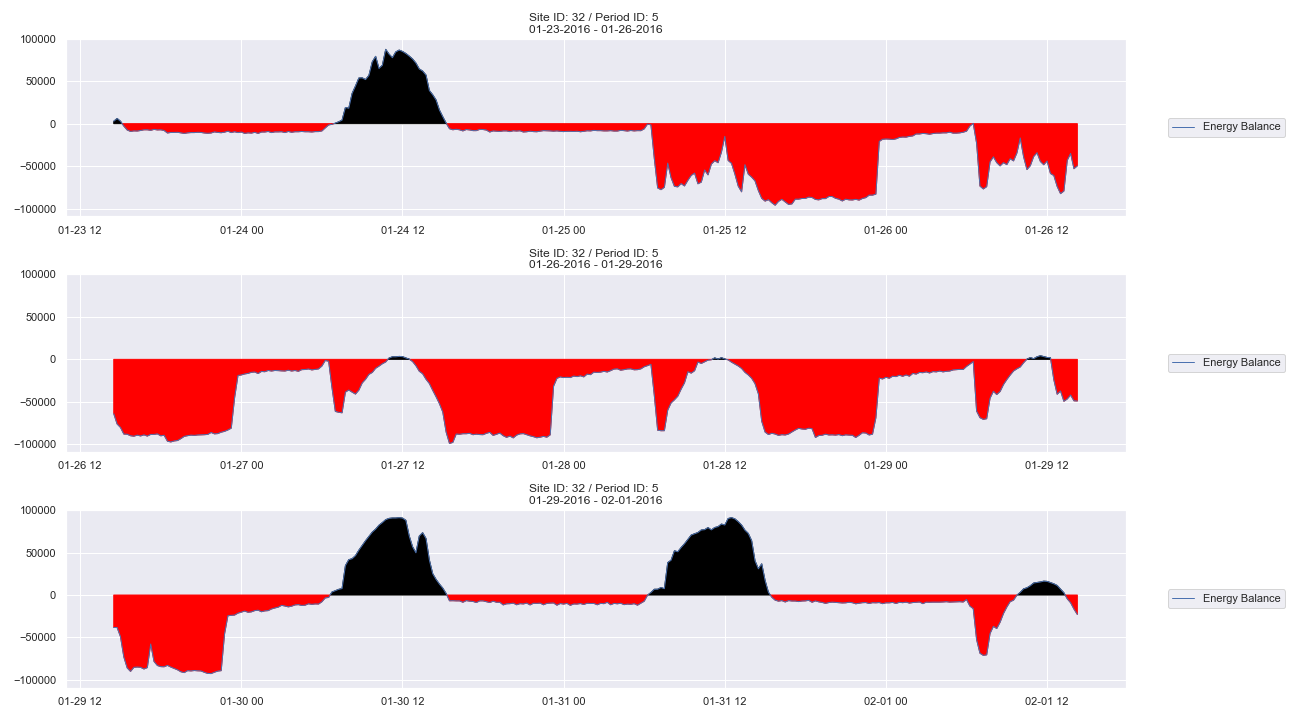 Site ID: 32 / Period ID: 5
01-23-2016 - 01-26-2016
100000
50000
0
−50000
−100000
01-23 12 01-24 00 01-24 12 01-25 00 01-25 12 01-26 00 01-26 12
Energy Balance
Site ID: 32 / Period ID: 5
01-26-2016 - 01-29-2016
100000
50000
0
−50000
−100000
01-26 12 01-27 00 01-27 12 01-28 00 01-28 12 01-29 00 01-29 12
Energy Balance
Site ID: 32 / Period ID: 5
01-29-2016 - 02-01-2016
100000
50000
0
−50000
−100000
01-29 12 01-30 00 01-30 12 01-31 00 01-31 12 02-01 00 02-01 12
Energy Balance